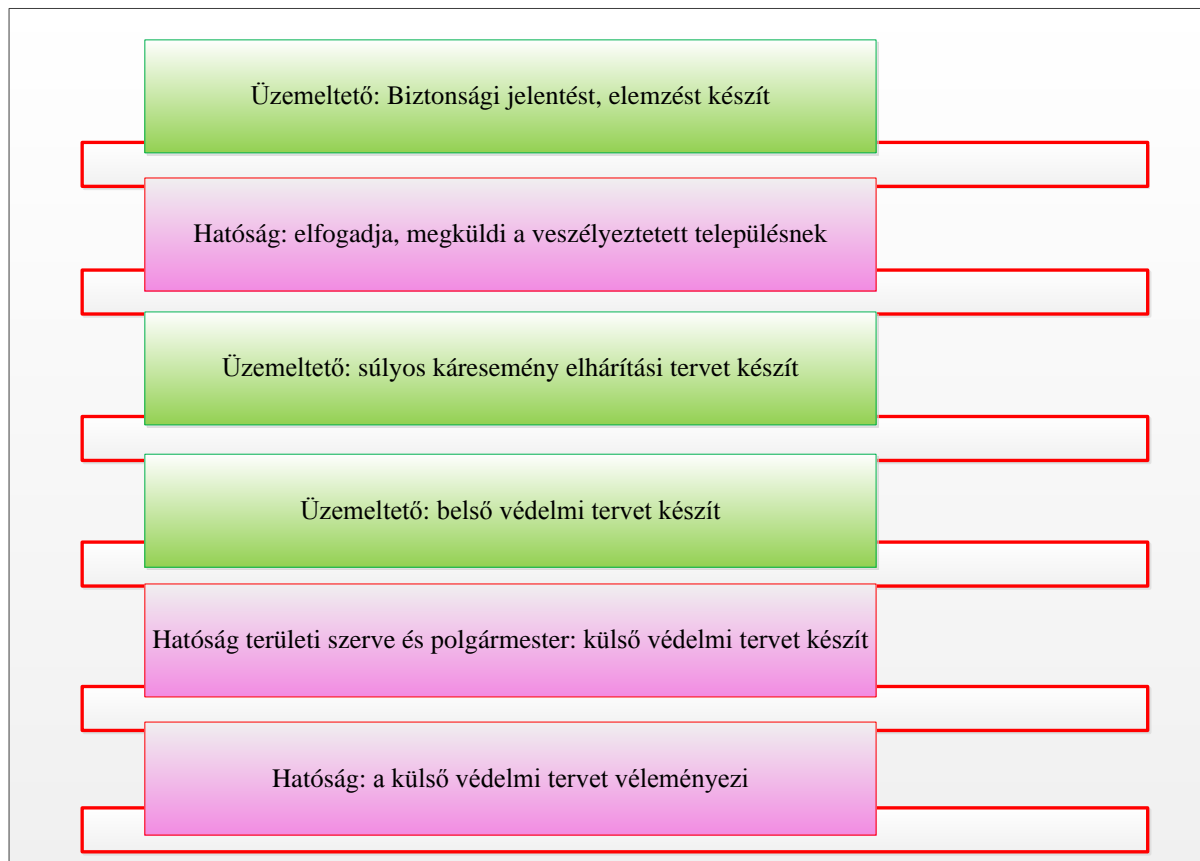 Üzemeltető: Biztonsági jelentést, elemzést készít
Hatóság: elfogadja, megküldi a veszélyeztetett településnek
Üzemeltető: súlyos káresemény elhárítási tervet készít
Üzemeltető: belső védelmi tervet készít
Hatóság területi szerve és polgármester: külső védelmi tervet készít
Hatóság: a külső védelmi tervet véleményezi